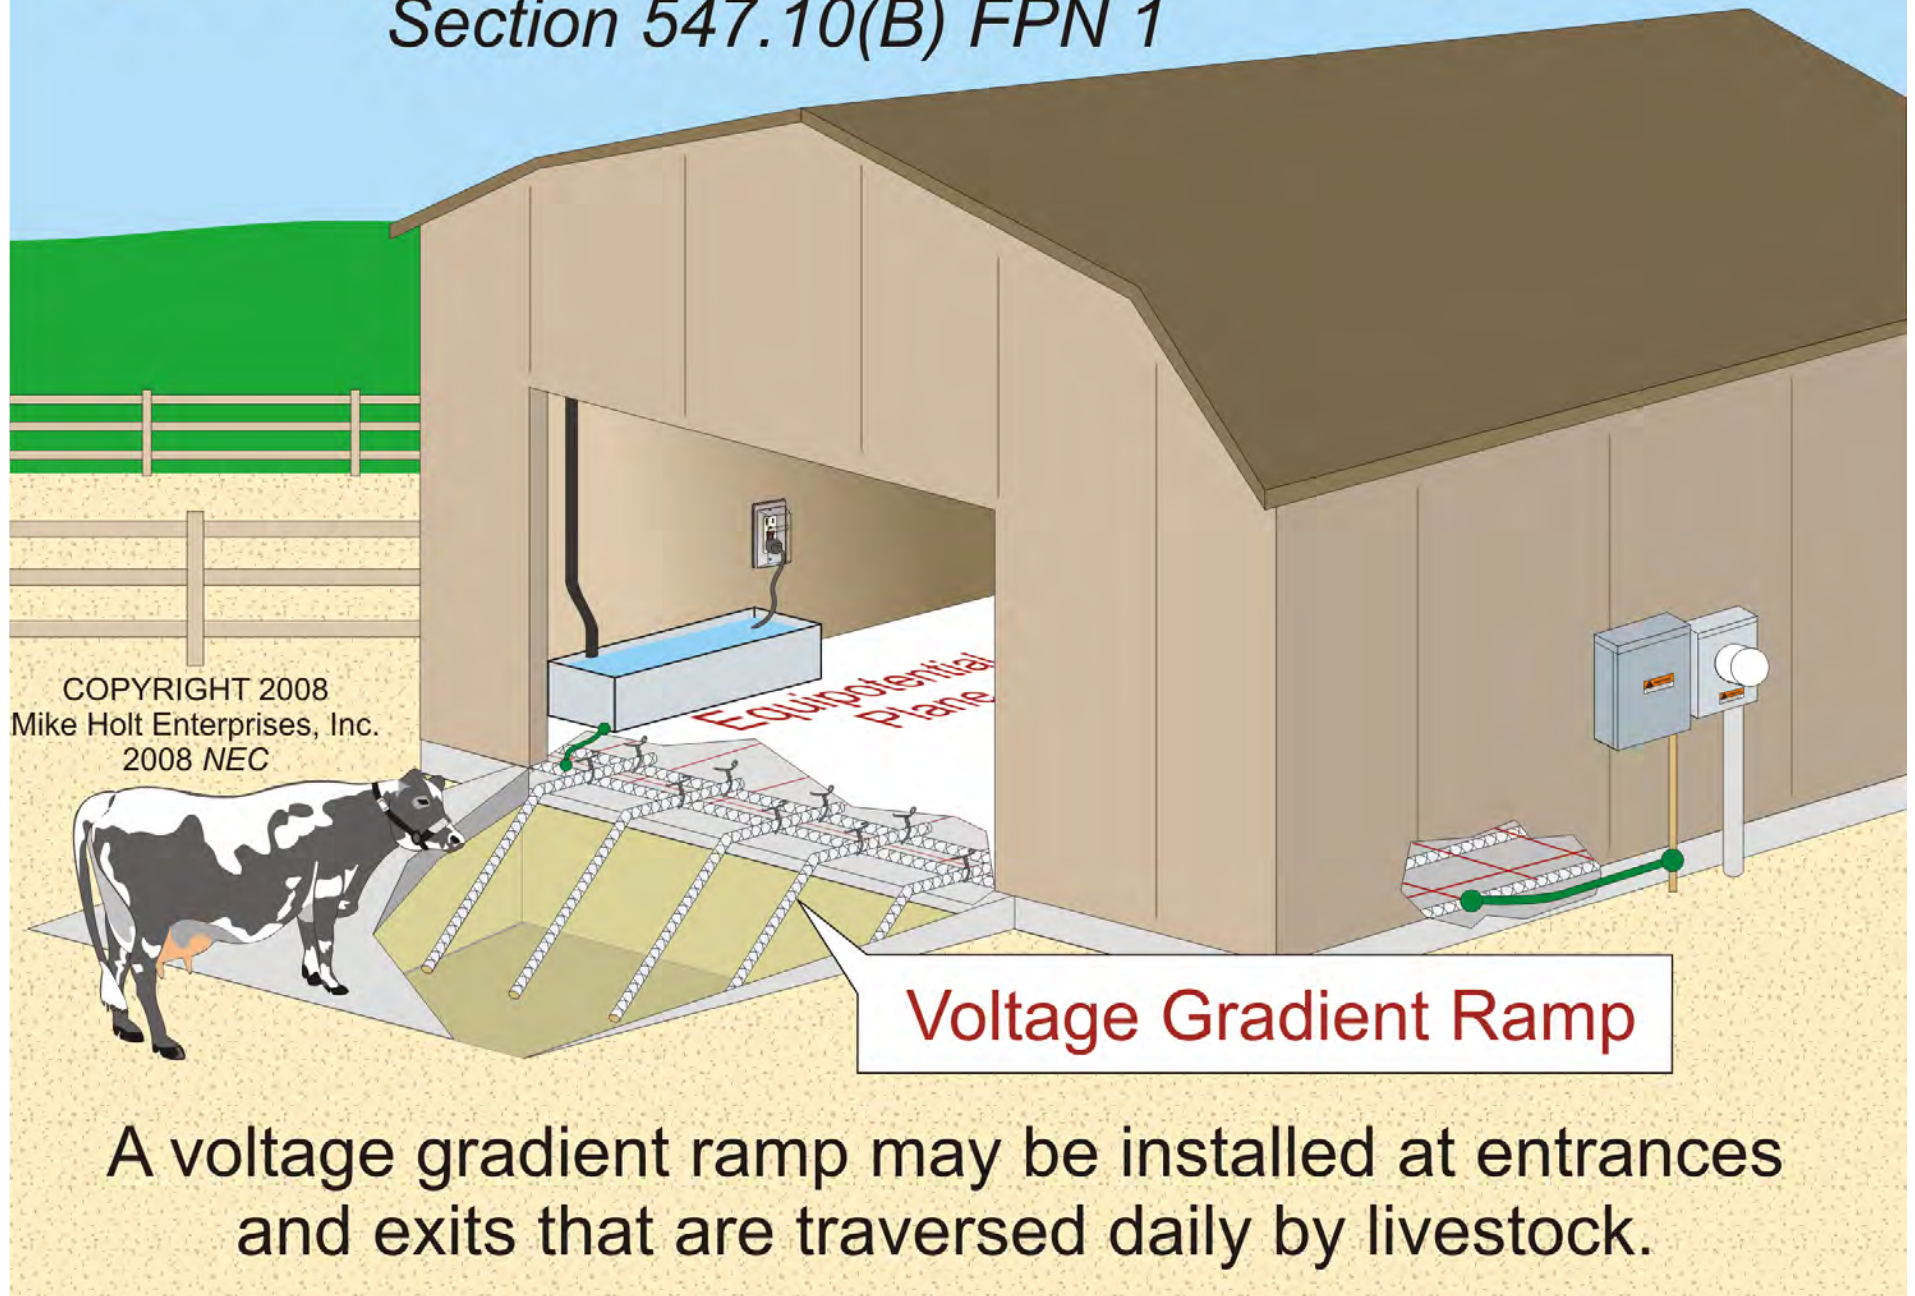 Section 547.10(B) FPN 1
Equipotential
Plane
COPYRIGHT 2008
Mike Holt Enterprises, Inc.
2008 NEC
Voltage Gradient Ramp
A voltage gradient ramp may be installed at entrances
and exits that are traversed daily by livestock.